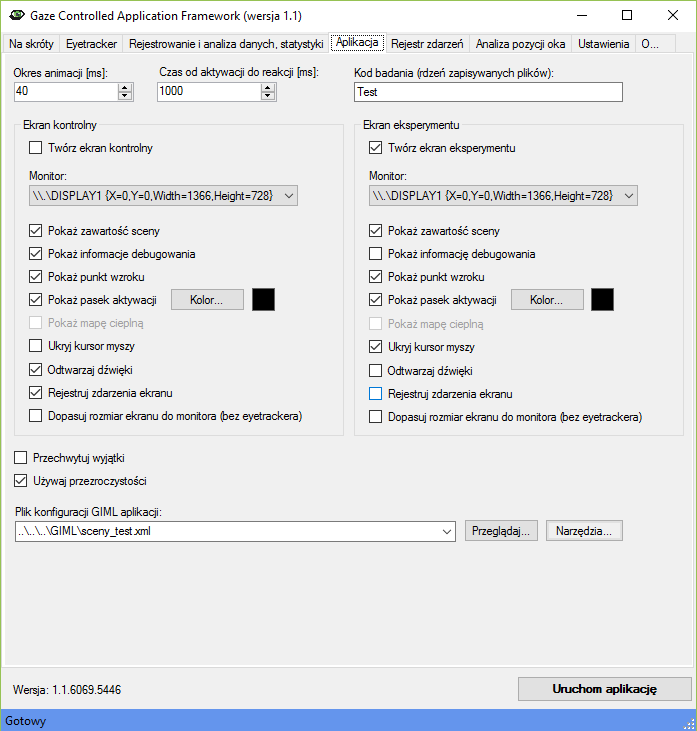 Gaze Controlled Application Framework (wersja 1.1)
Na skróty Eyetracker Rejestrowanie i analiza danych, statystyki Aplikacja Rejestr zdarzeń Analiza pozycji oka Ustawienia O...
Okres animacji [ms]: Czas od aktywacji do reakcji [ms]: Kod badania (rdzeń zapisywanych plików):
40 1000 Test
Ekran kontrolny
Twórz ekran kontrolny
Monitor:
\\.\DISPLAY1 {X=0,Y=0,Width=1366,Height=728}
Pokaż zawartość sceny
Pokaż informacje debugowania
Pokaż punkt wzroku
Pokaż pasek aktywacji Kolor...
Pokaż mapę cieplną
Ukryj kursor myszy
Odtwarzaj dźwięki
Rejestruj zdarzenia ekranu
Dopasuj rozmiar ekranu do monitora (bez eyetrackera)
Ekran eksperymentu
Twórz ekran eksperymentu
Monitor:
\\.\DISPLAY1 {X=0,Y=0,Width=1366,Height=728}
Pokaż zawartość sceny
Pokaż informację debugowania
Pokaż punkt wzroku
Pokaż pasek aktywacji Kolor...
Pokaż mapę cieplną
Ukryj kursor myszy
Odtwarzaj dźwięki
Rejestruj zdarzenia ekranu
Dopasuj rozmiar ekranu do monitora (bez eyetrackera)
Przechwytuj wyjątki
Używaj przezroczystości
Plik konfiguracji GIML aplikacji:
..\..\..\GIML\sceny_test.xml Przeglądaj... Narzędzia...
Wersja: 1.1.6069.5446 Uruchom aplikację
Gotowy